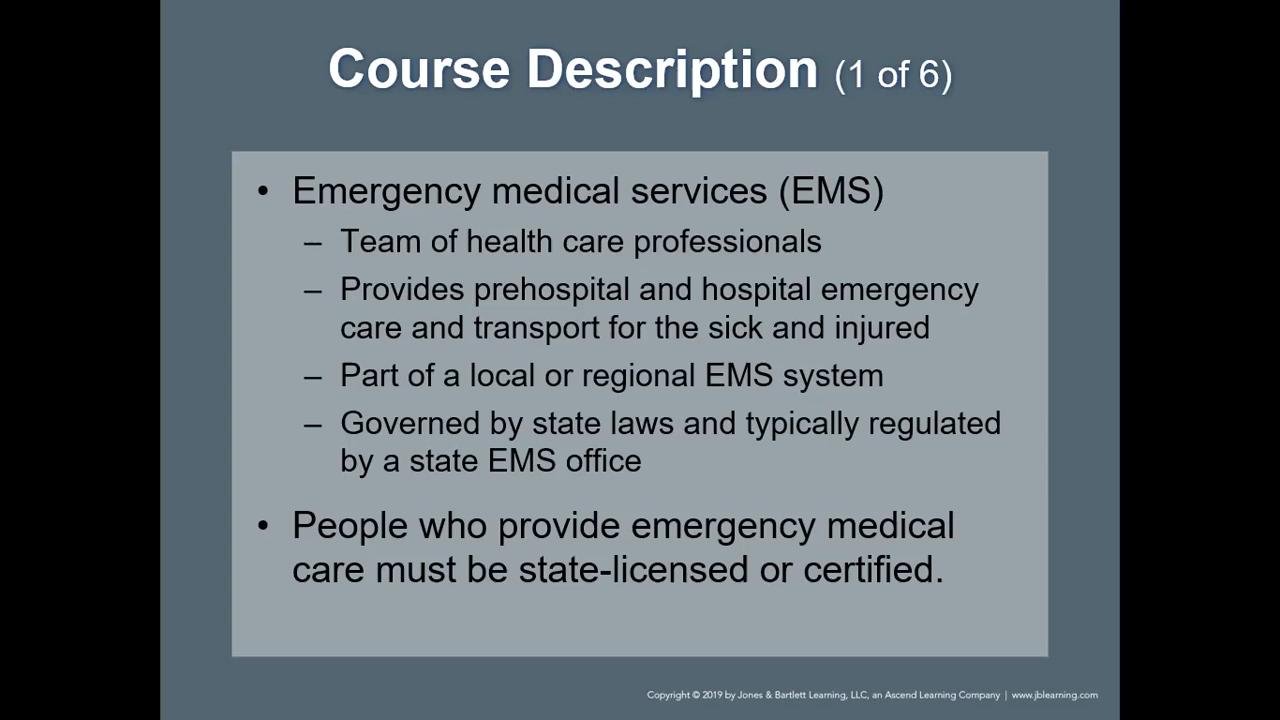 Course Description (1 of 6)
• Emergency medical services (EMS)
– Team of health care professionals
– Provides prehospital and hospital emergency
care and transport for the sick and injured
– Part of a local or regional EMS system
– Governed by state laws and typically regulated
by a state EMS office
• People who provide emergency medical
care must be state-licensed or certified.
Copyright © 2019 by Jones & Bartlett Learning, LLC, an Ascend Learning Company | www.jblearning.com